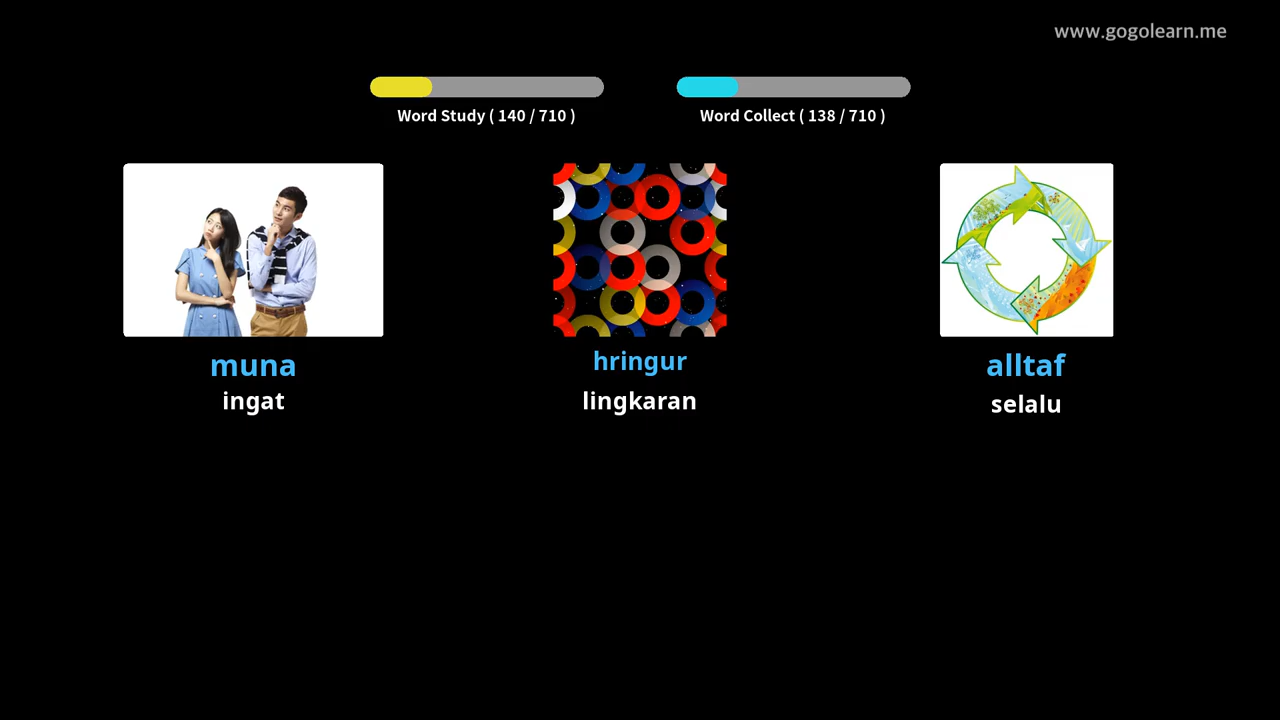 www.gogolearn.me
Word Study ( 140 / 710 )
Word Collect ( 138 / 710 )
muna
ingat
hringur
lingkaran
alltaf
selalu